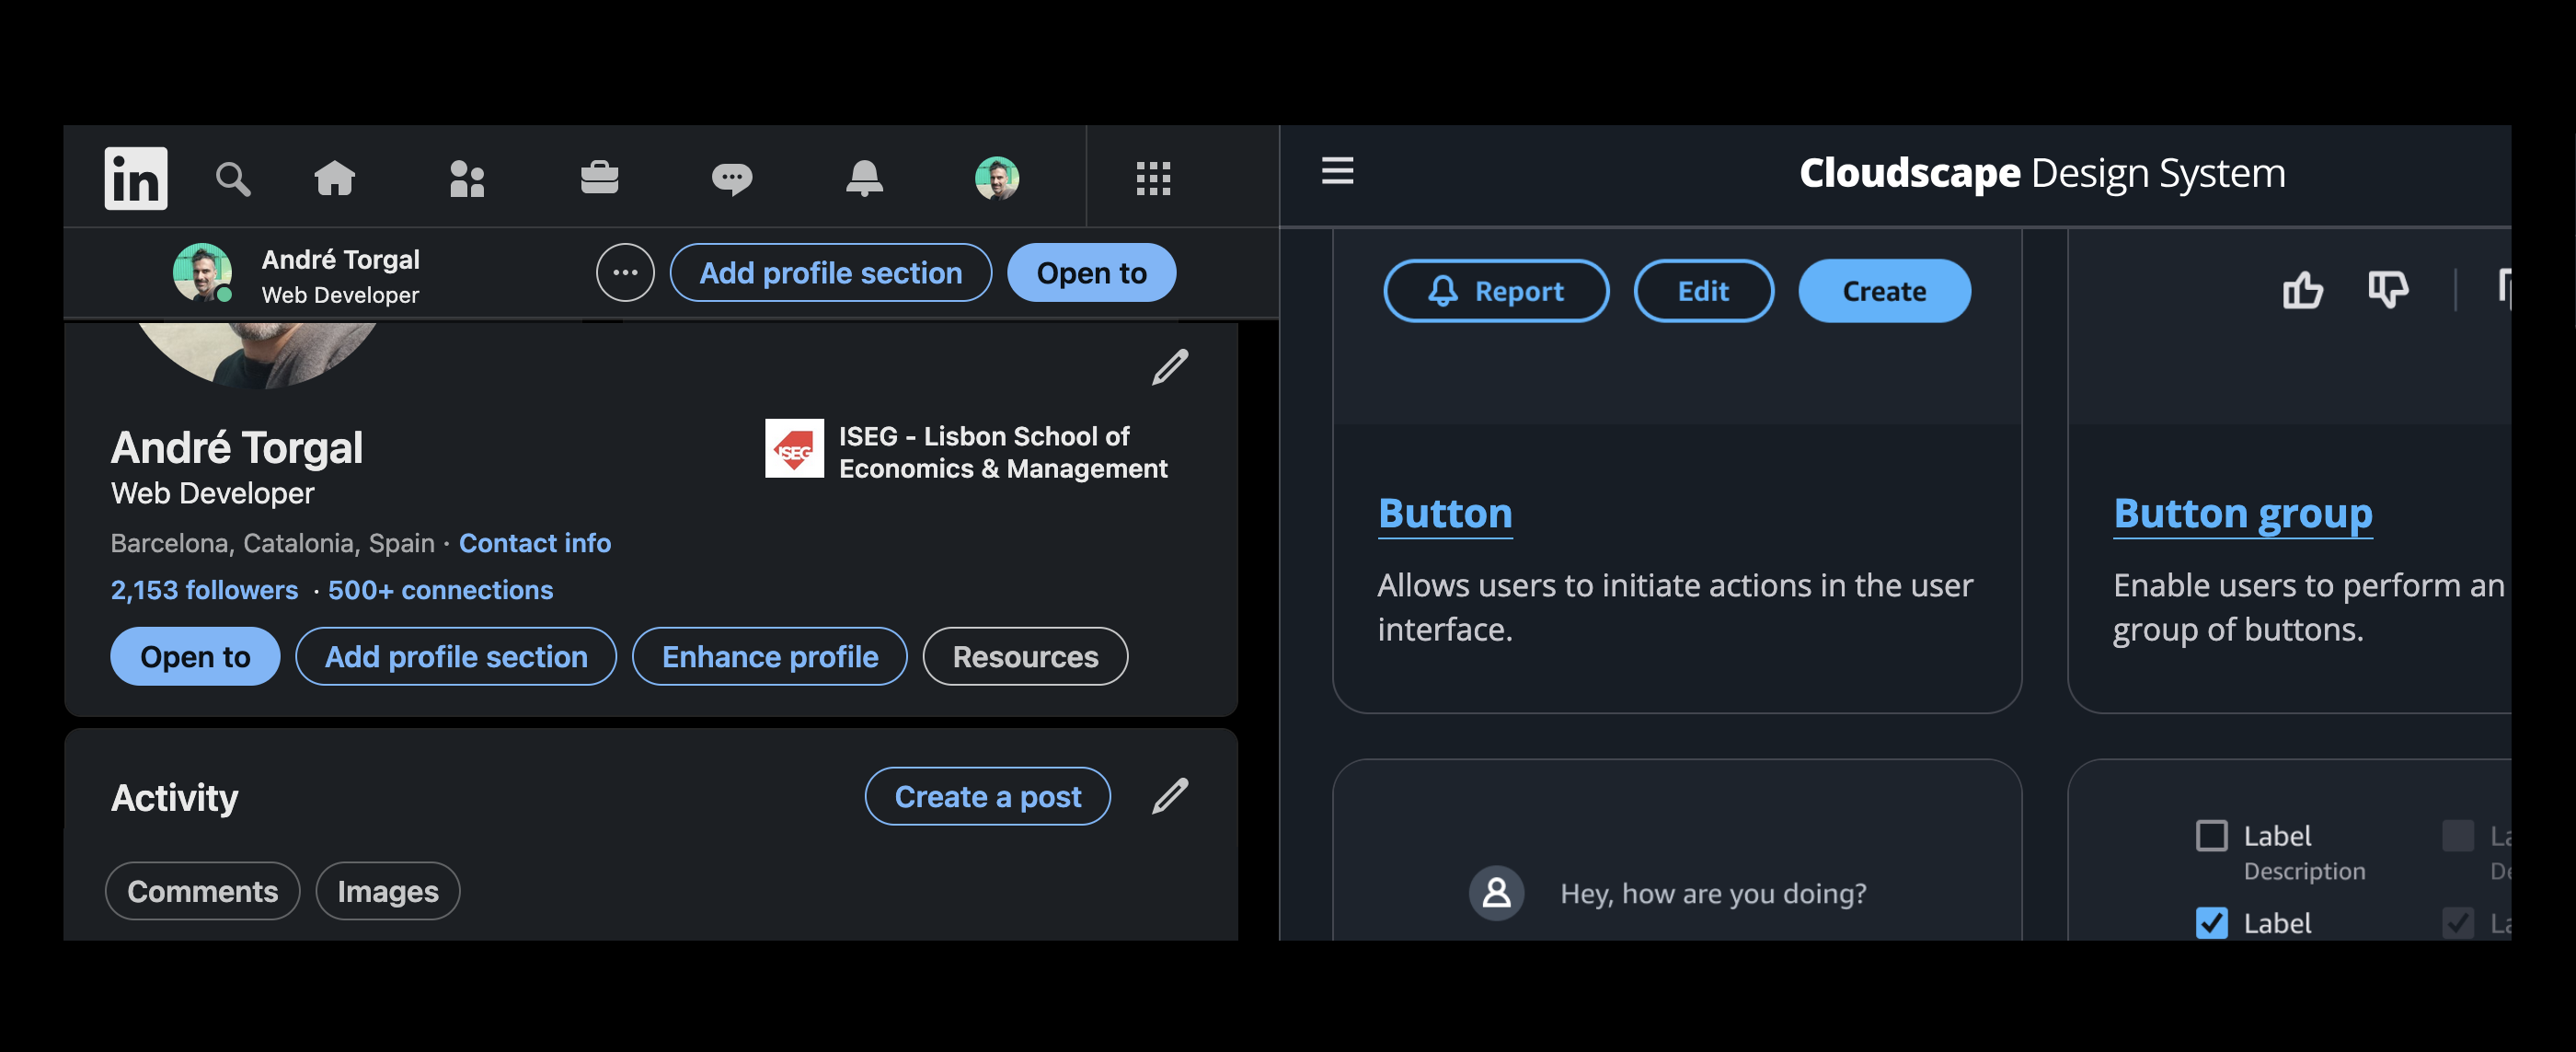 in
André Torgal
Web Developer
Add profile section
Open to
André Torgal
Web Developer
ISEG
ISEG - Lisbon School of
Economics & Management
Barcelona, Catalonia, Spain · Contact info
2,153 followers · 500+ connections
Open to
Add profile section
Enhance profile
Resources
Activity
Create a post
Comments
Images
Cloudscape Design System
Report
Edit
Create
Button
Allows users to initiate actions in the user
interface.
Button group
Enable users to perform an
group of buttons.
Hey, how are you doing?
Label
Description
Label